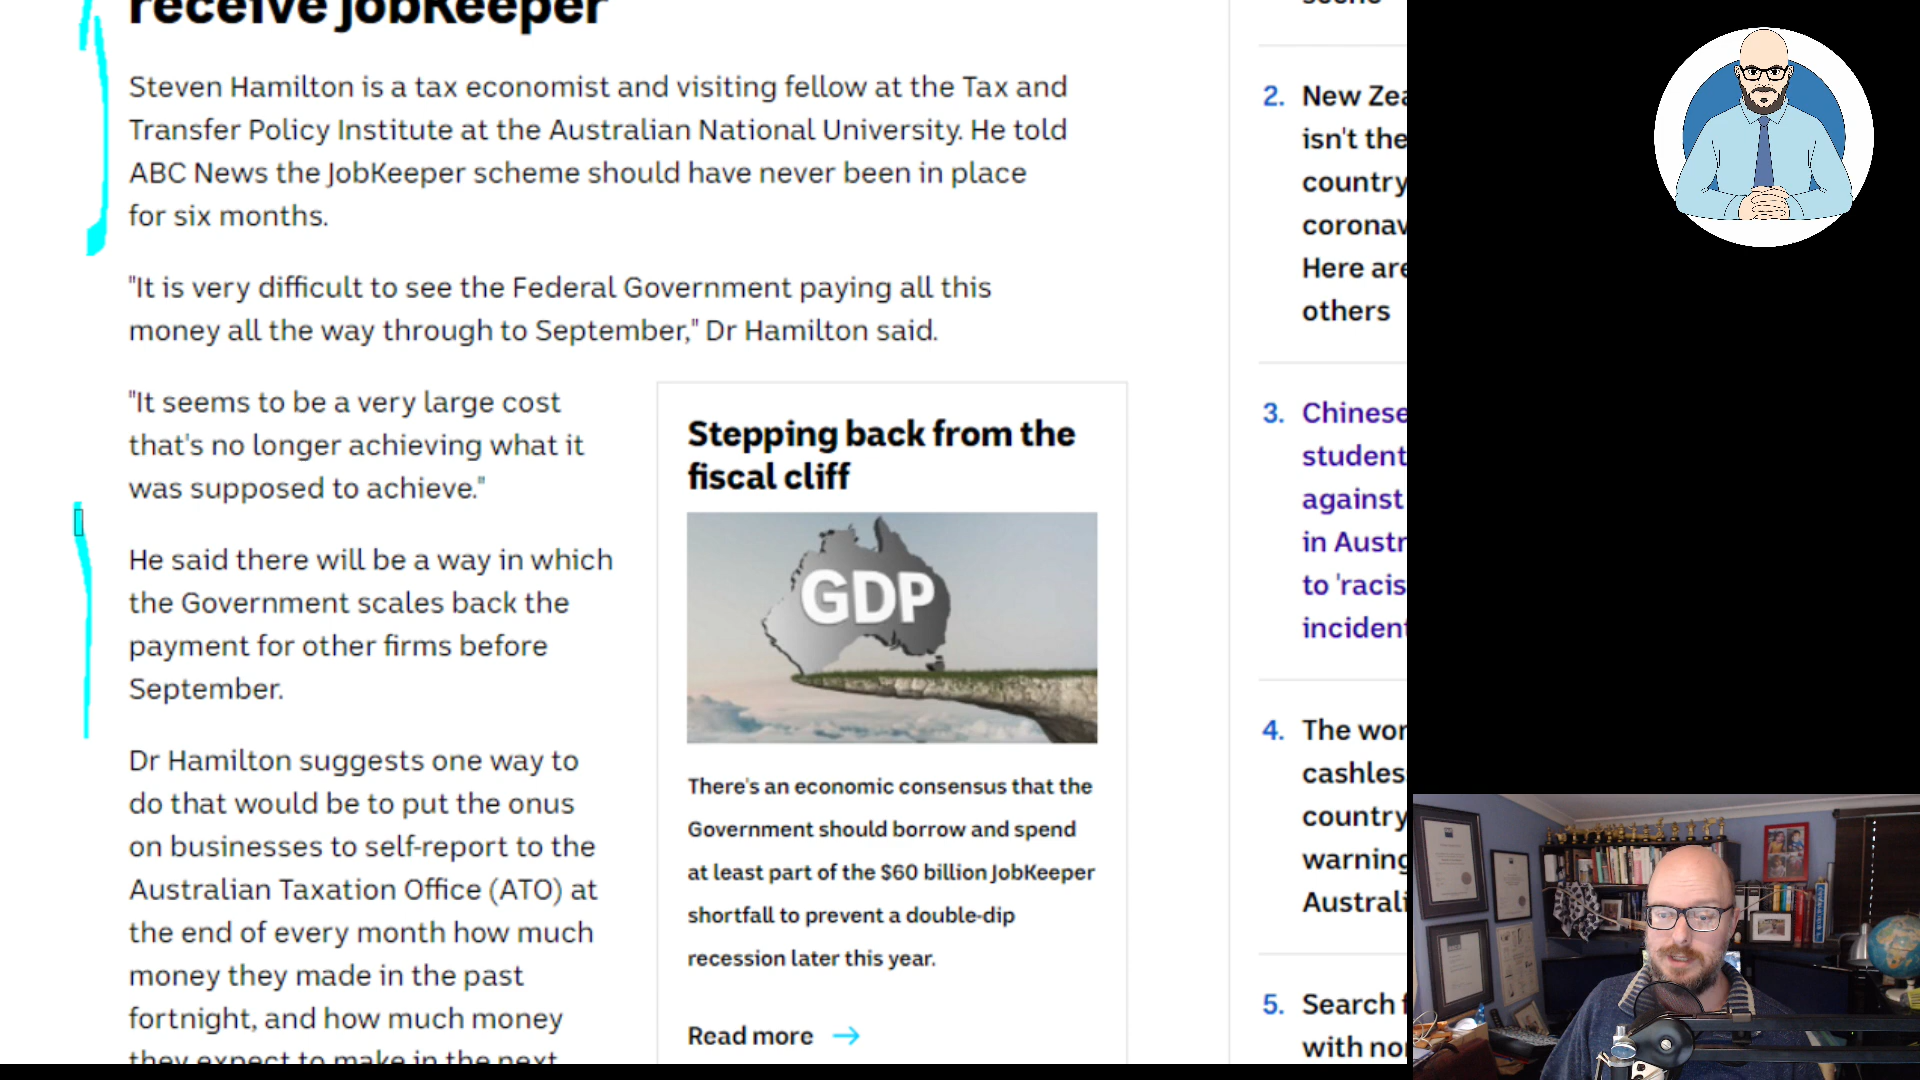 receive JobKeeper
Steven Hamilton is a tax economist and visiting fellow at the Tax and
Transfer Policy Institute at the Australian National University. He told
ABC News the JobKeeper scheme should have never been in place
for six months.
"It is very difficult to see the Federal Government paying all this
money all the way through to September," Dr Hamilton said.
"It seems to be a very large cost
that's no longer achieving what it
was supposed to achieve."
He said there will be a way in which
the Government scales back the
payment for other firms before
September.
Dr Hamilton suggests one way to
do that would be to put the onus
on businesses to self-report to the
Australian Taxation Office (ATO) at
the end of every month how much
money they made in the past
fortnight, and how much money
they expect to make in the next
Stepping back from the
fiscal cliff
GDP
There's an economic consensus that the
Government should borrow and spend
at least part of the $60 billion JobKeeper
shortfall to prevent a double-dip
recession later this year.
Read more
scene
2. New Zea
isn't the
country
coronav
Here are
others
3. Chinese
student
against
in Austr
to 'racis
incident
4. The wor
cashles
country
warning
Australi
5. Search f
with no